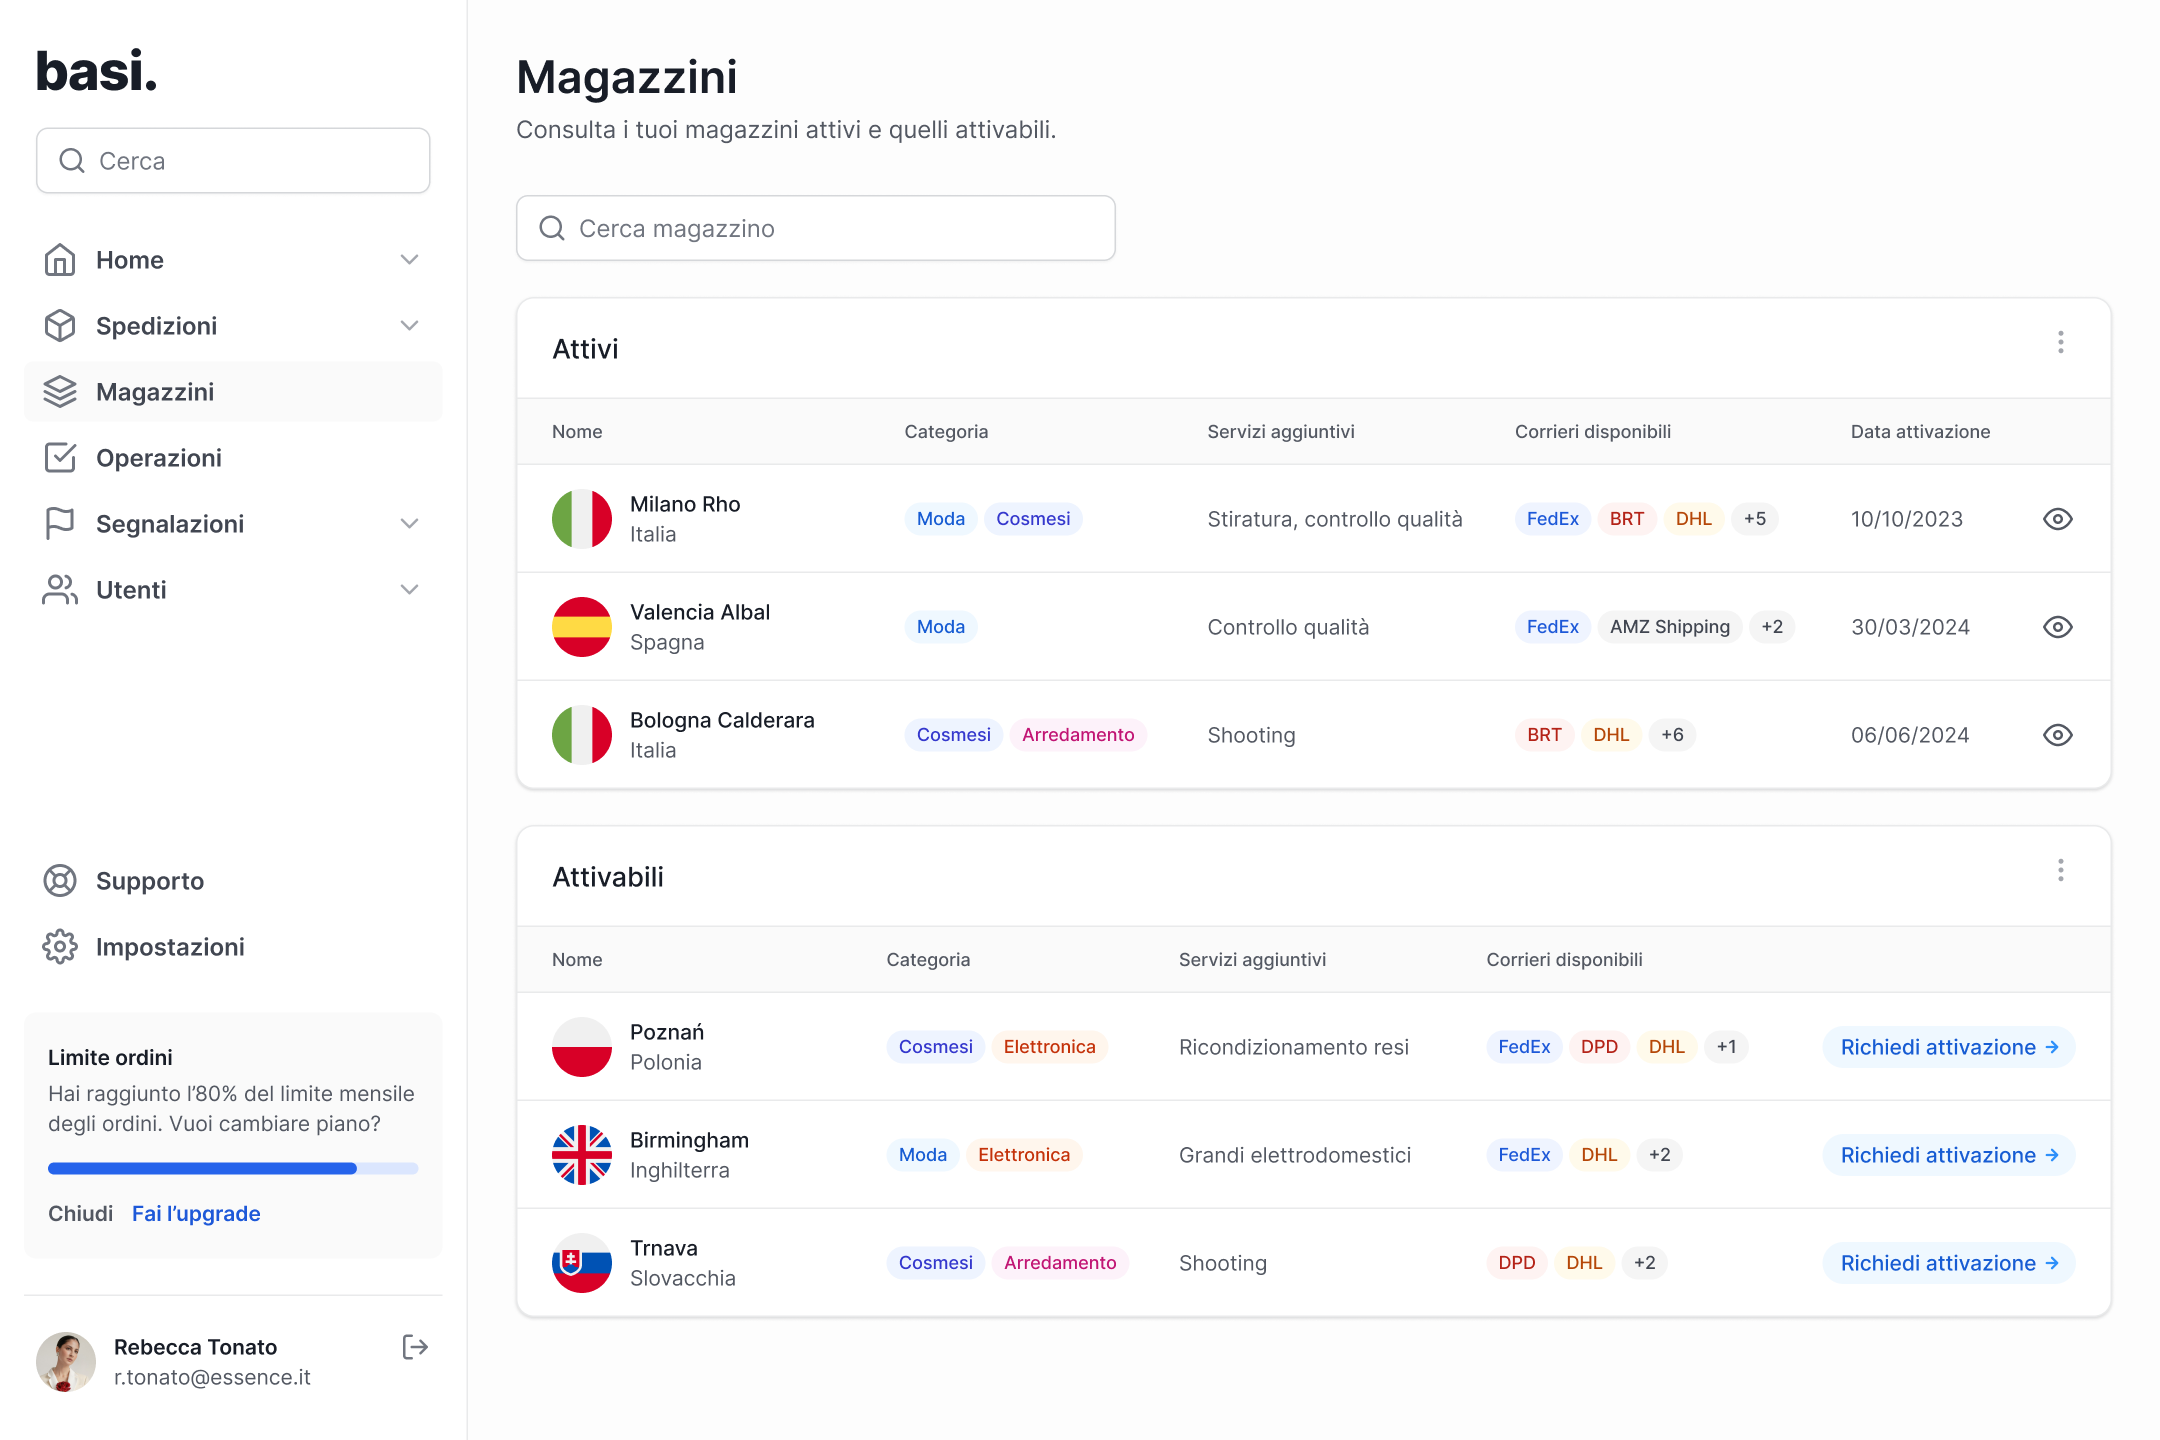 basi.
Cerca
Home
Spedizioni
Magazzini
Operazioni
Segnalazioni
Utenti
Supporto
Impostazioni
Limite ordini
Hai raggiunto l’80% del limite mensile
degli ordini. Vuoi cambiare piano?
Chiudi Fai l’upgrade
Rebecca Tonato
r.tonato@essence.it
Magazzini
Consulta i tuoi magazzini attivi e quelli attivabili.
Cerca magazzino
Attivi
Nome Categoria Servizi aggiuntivi Corrieri disponibili Data attivazione
Milano Rho
Italia
Moda Cosmesi Stiratura, controllo qualità FedEx BRT DHL +5 10/10/2023
Valencia Albal
Spagna
Moda Controllo qualità FedEx AMZ Shipping +2 30/03/2024
Bologna Calderara
Italia
Cosmesi Arredamento Shooting BRT DHL +6 06/06/2024
Attivabili
Nome Categoria Servizi aggiuntivi Corrieri disponibili
Poznań
Polonia
Cosmesi Elettronica Ricondizionamento resi FedEx DPD DHL +1 Richiedi attivazione →
Birmingham
Inghilterra
Moda Elettronica Grandi elettrodomestici FedEx DHL +2 Richiedi attivazione →
Trnava
Slovacchia
Cosmesi Arredamento Shooting DPD DHL +2 Richiedi attivazione →